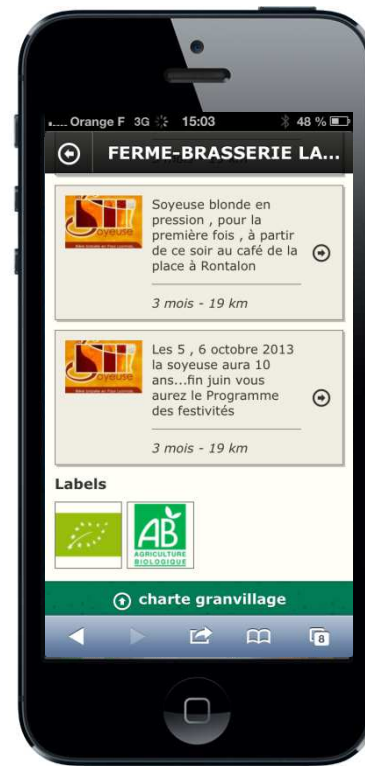 Orange F 3G 15:03 48 %
FERME-BRASSERIE LA...
Soyeuse
Soyeuse blonde en
pression , pour la
première fois , à partir
de ce soir au café de la
place à Rontalon
3 mois - 19 km
Soyeuse
Les 5 , 6 octobre 2013
la soyeuse aura 10
ans...fin juin vous
aurez le Programme
des festivités
3 mois - 19 km
Labels
AB
AGRICULTURE
BIOLOGIQUE
charte granvillage
8